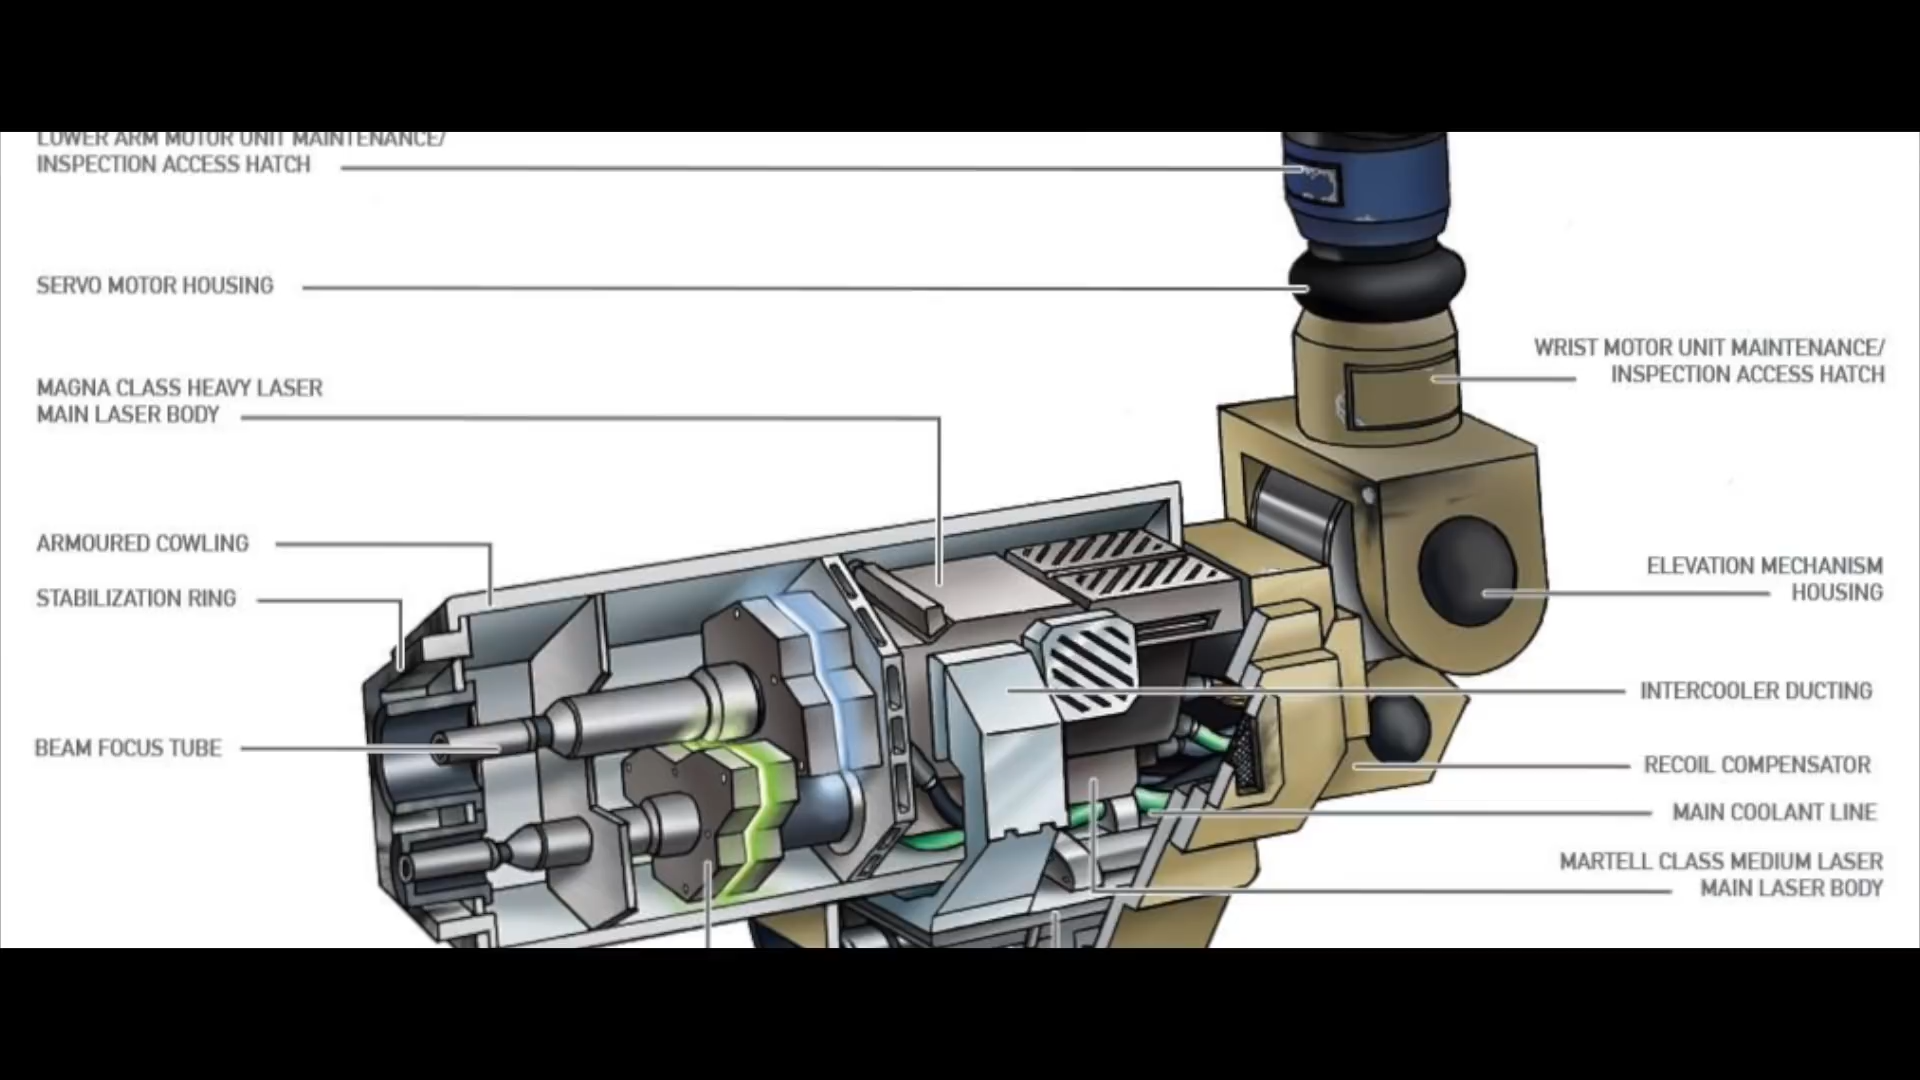 LOWER ARM MOTOR UNIT MAINTENANCE/
INSPECTION ACCESS HATCH
SERVO MOTOR HOUSING
MAGNA CLASS HEAVY LASER
MAIN LASER BODY
ARMOURED COWLING
STABILIZATION RING
BEAM FOCUS TUBE
WRIST MOTOR UNIT MAINTENANCE/
INSPECTION ACCESS HATCH
ELEVATION MECHANISM
HOUSING
INTERCOOLER DUCTING
RECOIL COMPENSATOR
MAIN COOLANT LINE
MARTELL CLASS MEDIUM LASER
MAIN LASER BODY